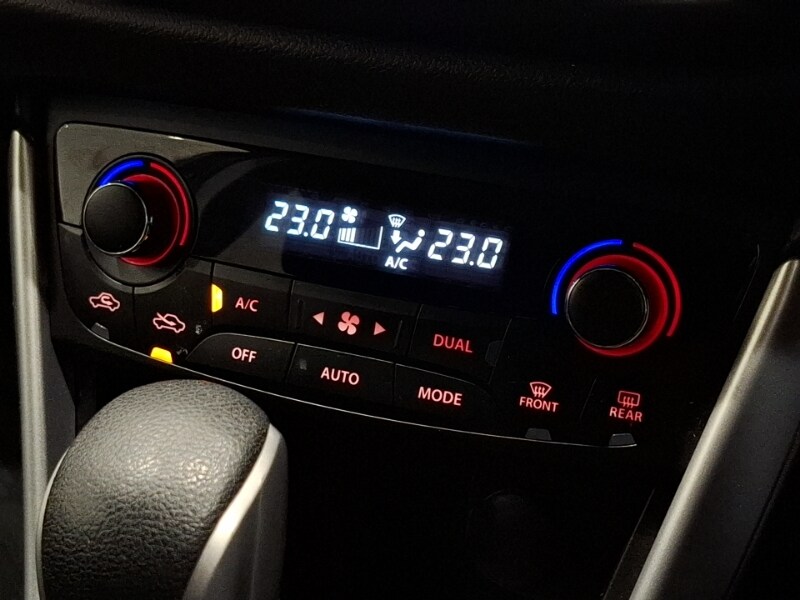 23.0 23.0
A/C
A/C
DUAL
OFF
AUTO
MODE
FRONT
REAR